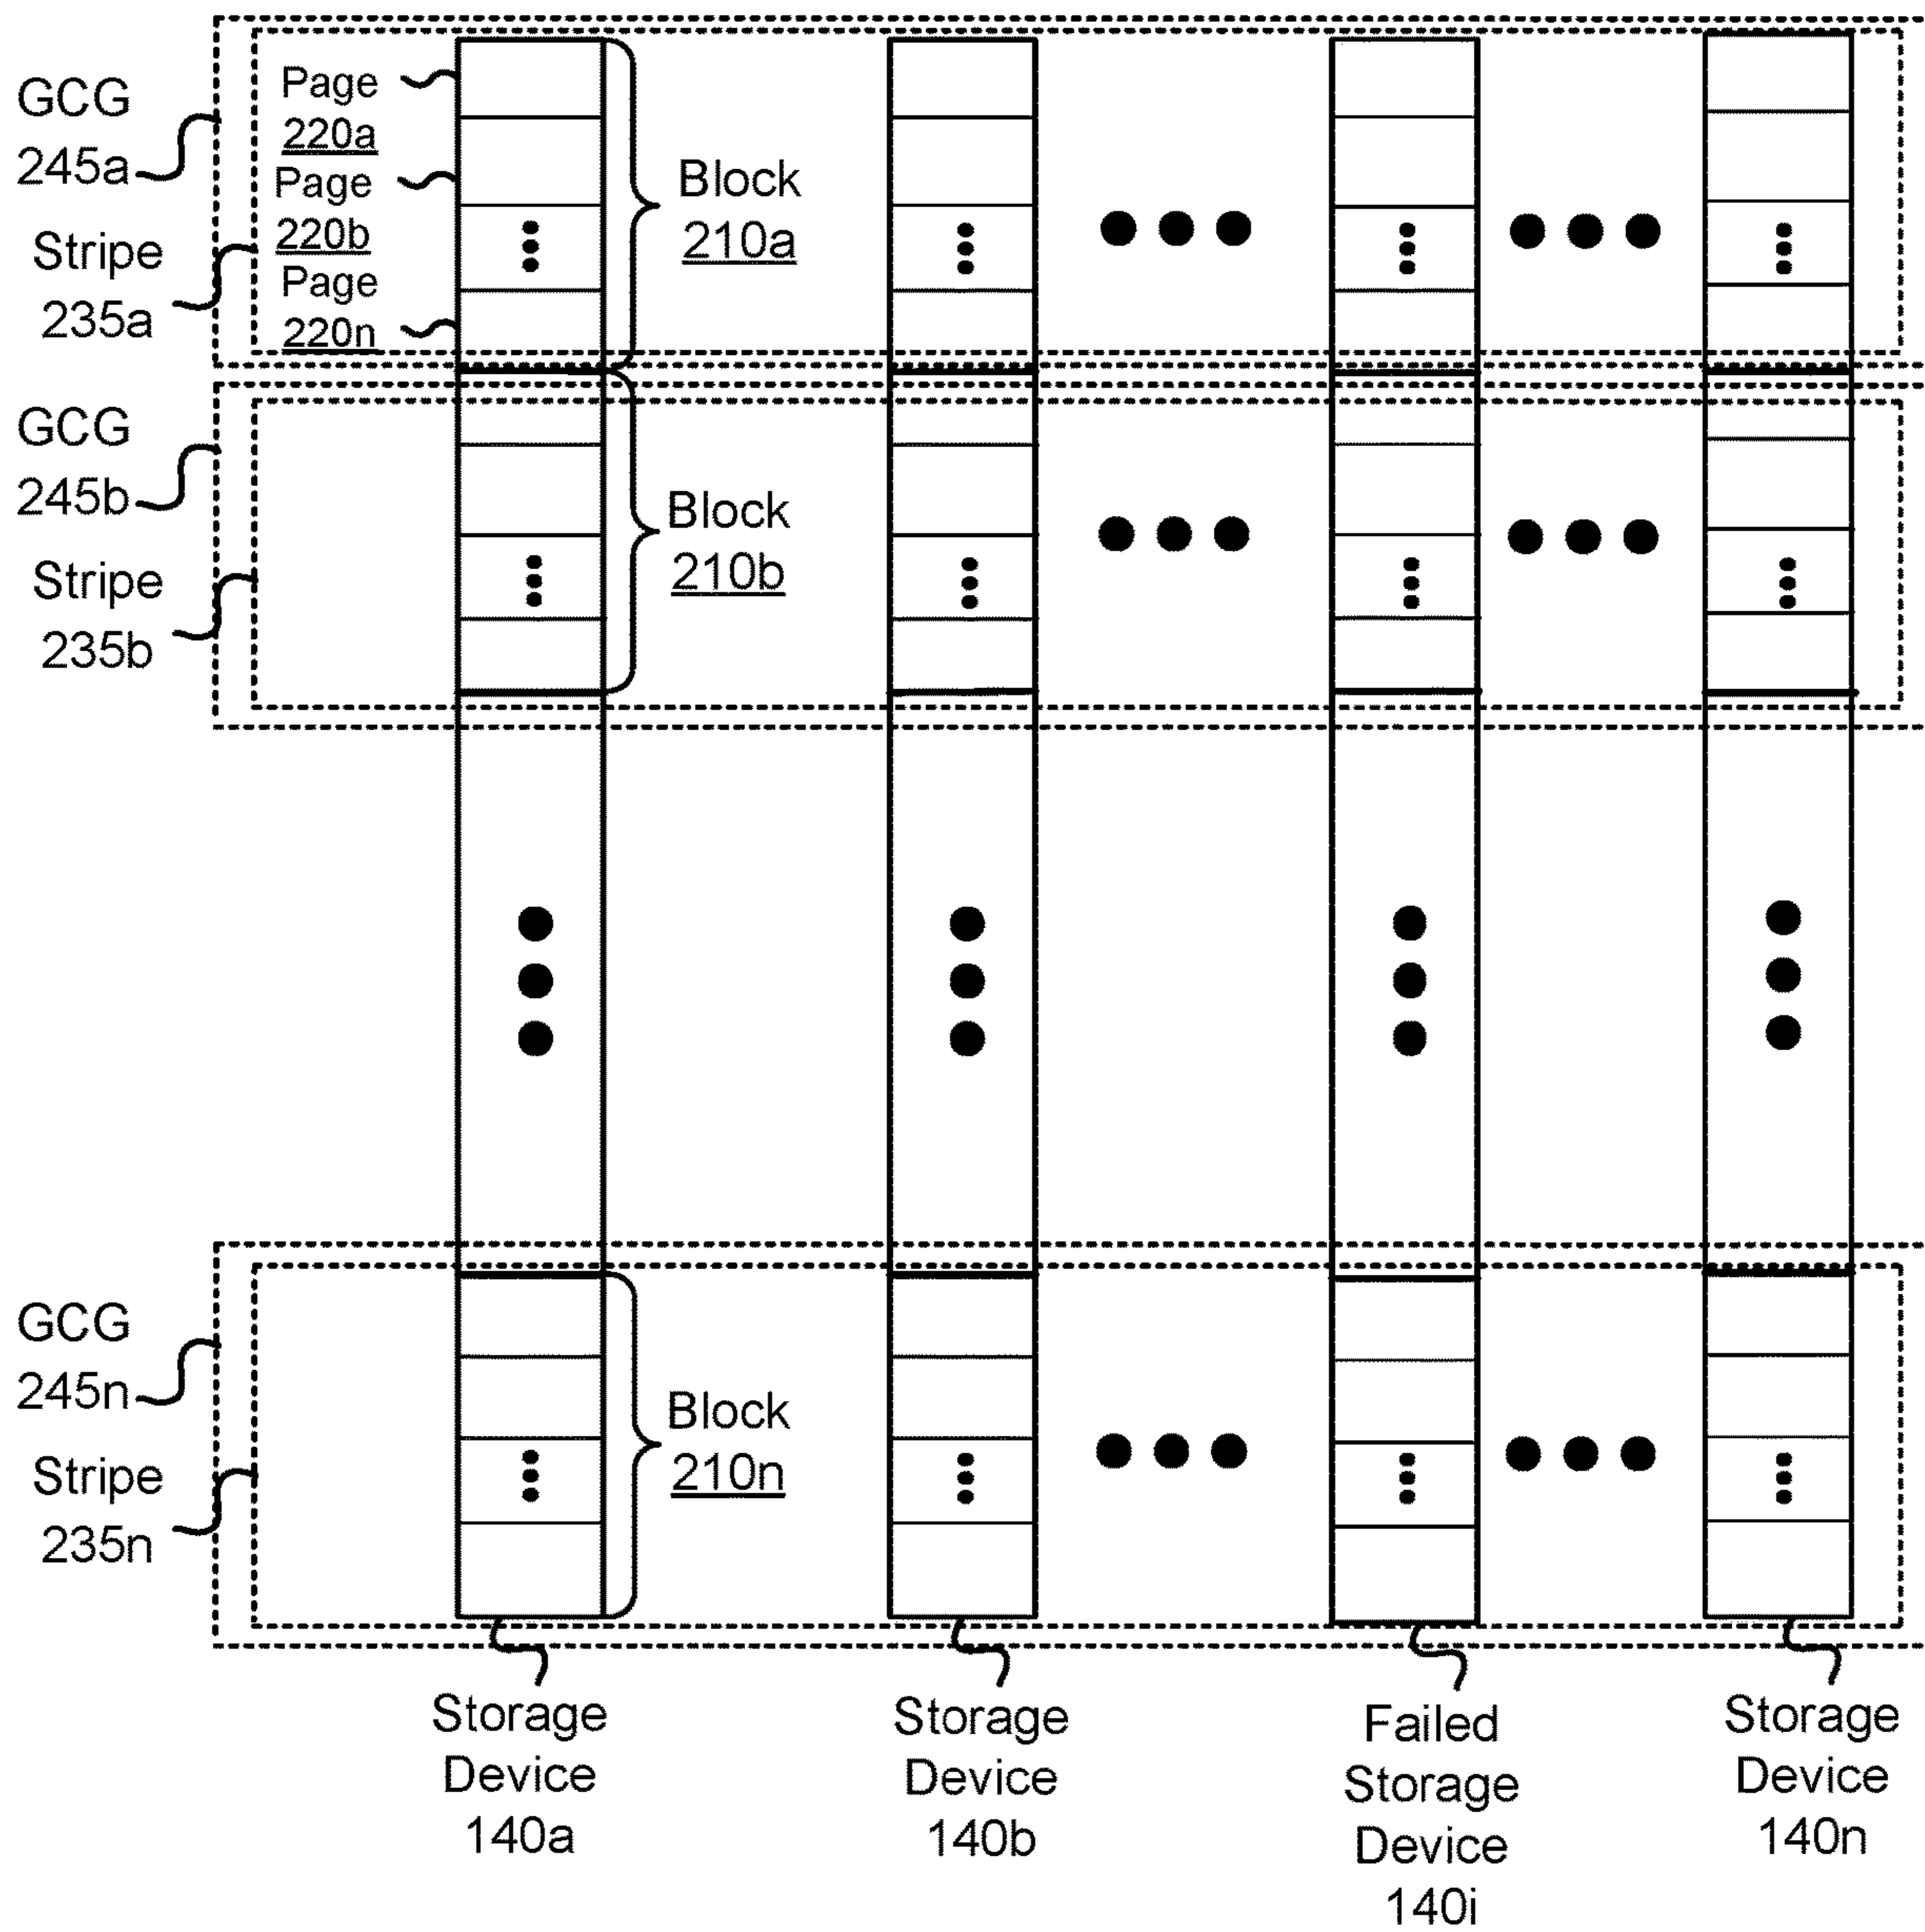 GCG
245a
Stripe
235a
Page
220a
Page
220b
Page
220n
Block
210a
GCG
245b
Stripe
235b
Block
210b
GCG
245n
Stripe
235n
Block
210n
Storage
Device
140a
Storage
Device
140b
Failed
Storage
Device
140i
Storage
Device
140n